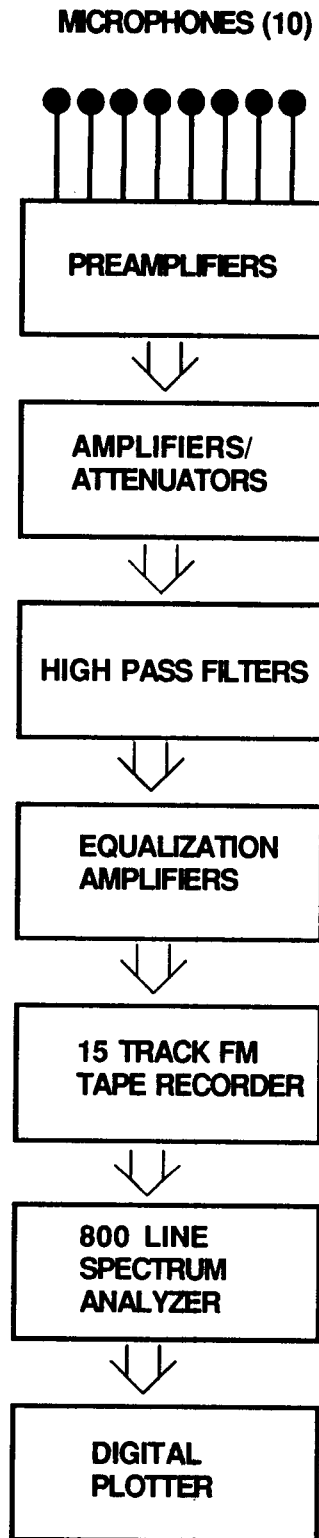 MICROPHONES (10)
PREAMPLIFIERS
AMPLIFIERS/
ATTENUATORS
HIGH PASS FILTERS
EQUALIZATION
AMPLIFIERS
15 TRACK FM
TAPE RECORDER
800 LINE
SPECTRUM
ANALYZER
DIGITAL
PLOTTER